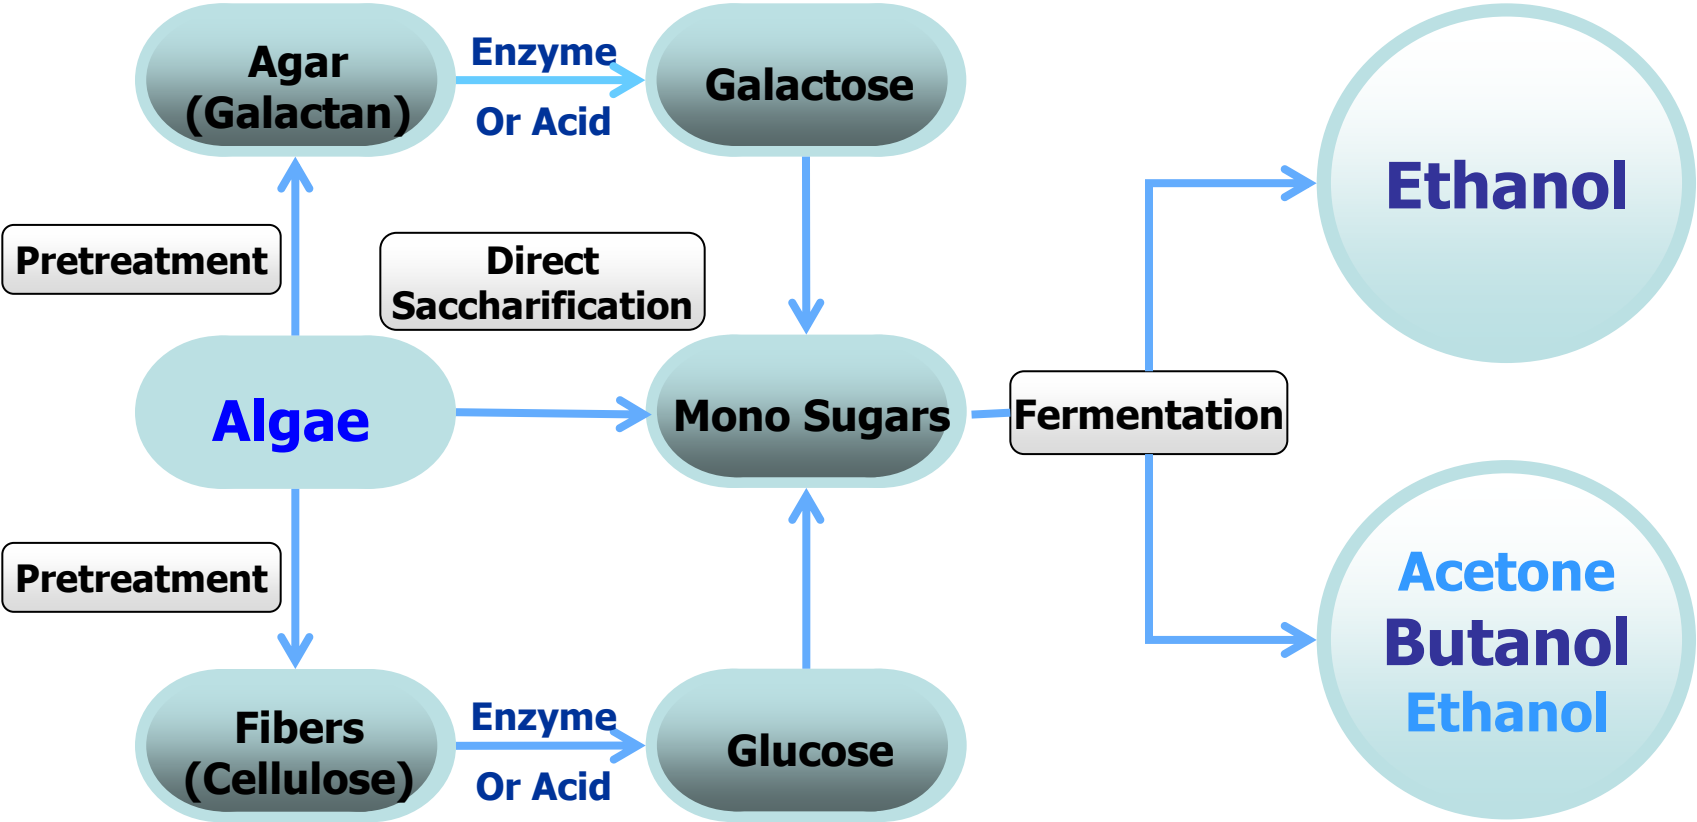 Agar
(Galactan)
Enzyme
Or Acid
Galactose
Ethanol
Pretreatment
Direct
Saccharification
Algae
Mono Sugars
Fermentation
Pretreatment
Fibers
(Cellulose)
Enzyme
Or Acid
Glucose
Acetone
Butanol
Ethanol